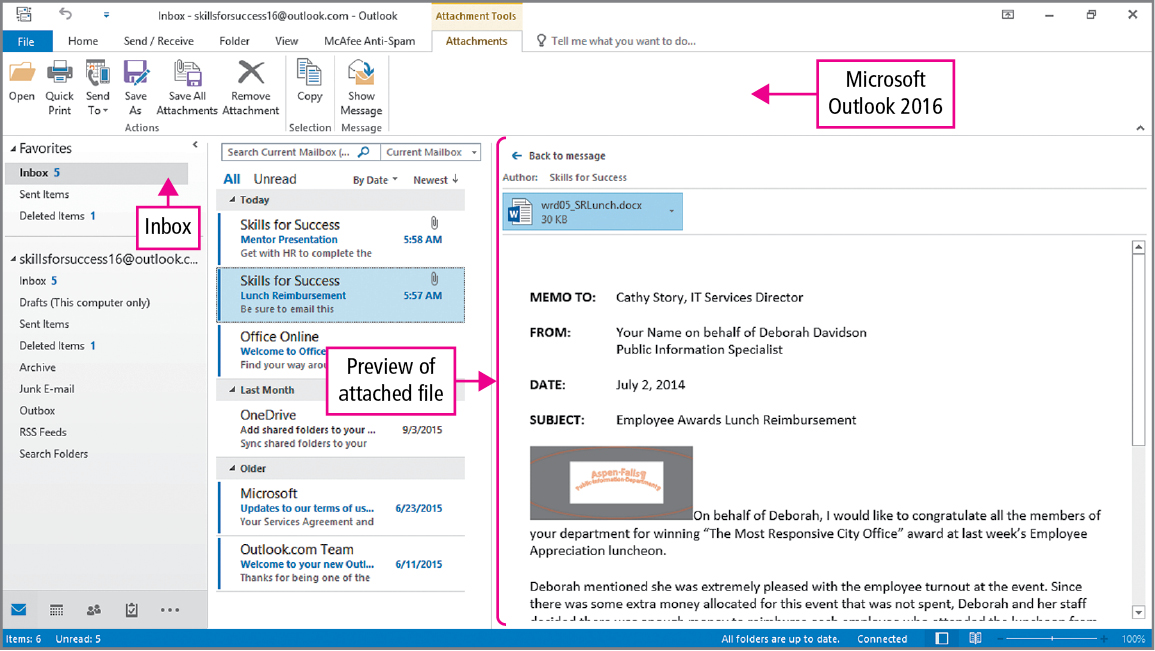 Inbox - skillsforsuccess16@outlook.com - Outlook
Attachment Tools
File Home Send / Receive Folder View McAfee Anti-Spam Attachments Tell me what you want to do...
Open
Quick Print
Send To
Save As
Save All Attachments
Remove Attachment
Copy
Show Message
Actions
Selection
Message
Microsoft
Outlook 2016
Favorites
Inbox 5
Sent Items
Deleted Items 1
Inbox
skillsforsuccess16@outlook.c...
Inbox 5
Drafts (This computer only)
Sent Items
Deleted Items 1
Archive
Junk E-mail
Outbox
RSS Feeds
Search Folders
Search Current Mailbox (... Current Mailbox
All Unread By Date Newest ↓
Today
Skills for Success
Mentor Presentation 5:58 AM
Get with HR to complete the
Skills for Success
Lunch Reimbursement 5:57 AM
Be sure to email this
Office Online
Welcome to Office
Find your way arou
Preview of
attached file
Last Month
OneDrive
Add shared folders to your ... 9/3/2015
Sync shared folders to your
Older
Microsoft
Updates to our terms of us... 6/23/2015
Your Services Agreement and
Outlook.com Team
Welcome to your new Outl... 6/11/2015
Thanks for being one of the
Back to message
Author: Skills for Success
wrd05_SRLunch.docx
30 KB
MEMO TO: Cathy Story, IT Services Director
FROM: Your Name on behalf of Deborah Davidson
Public Information Specialist
DATE: July 2, 2014
SUBJECT: Employee Awards Lunch Reimbursement
Aspen Falls
Public Information Department
On behalf of Deborah, I would like to congratulate all the members of
your department for winning “The Most Responsive City Office” award at last week’s Employee
Appreciation luncheon.
Deborah mentioned she was extremely pleased with the employee turnout at the event. Since
there was some extra money allocated for this event that was not spent, Deborah and her staff
decided there was enough money to reimburse each employee who attended the luncheon from
Items: 6 Unread: 5
All folders are up to date. Connected 100%